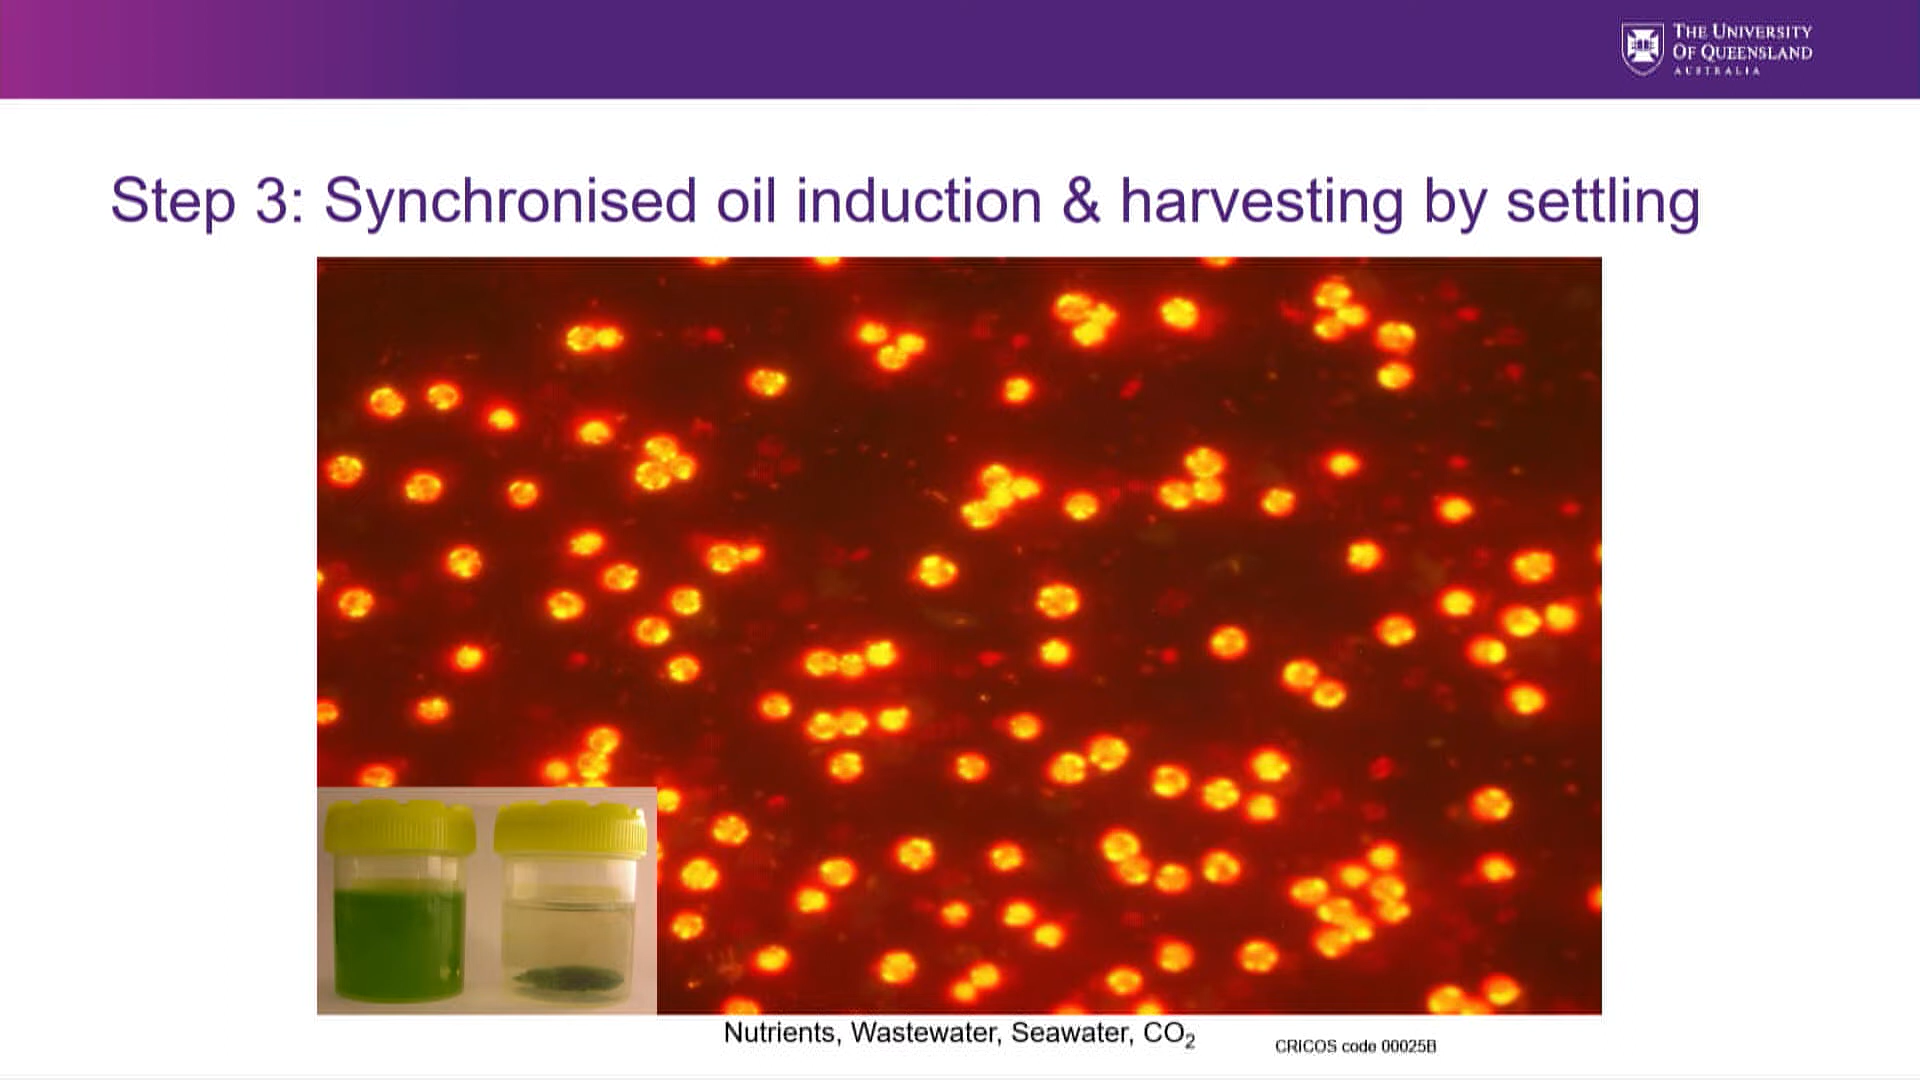 THE UNIVERSITY
OF QUEENSLAND
AUSTRALIA
Step 3: Synchronised oil induction & harvesting by settling
Nutrients, Wastewater, Seawater, CO₂
CRICOS code 00025B